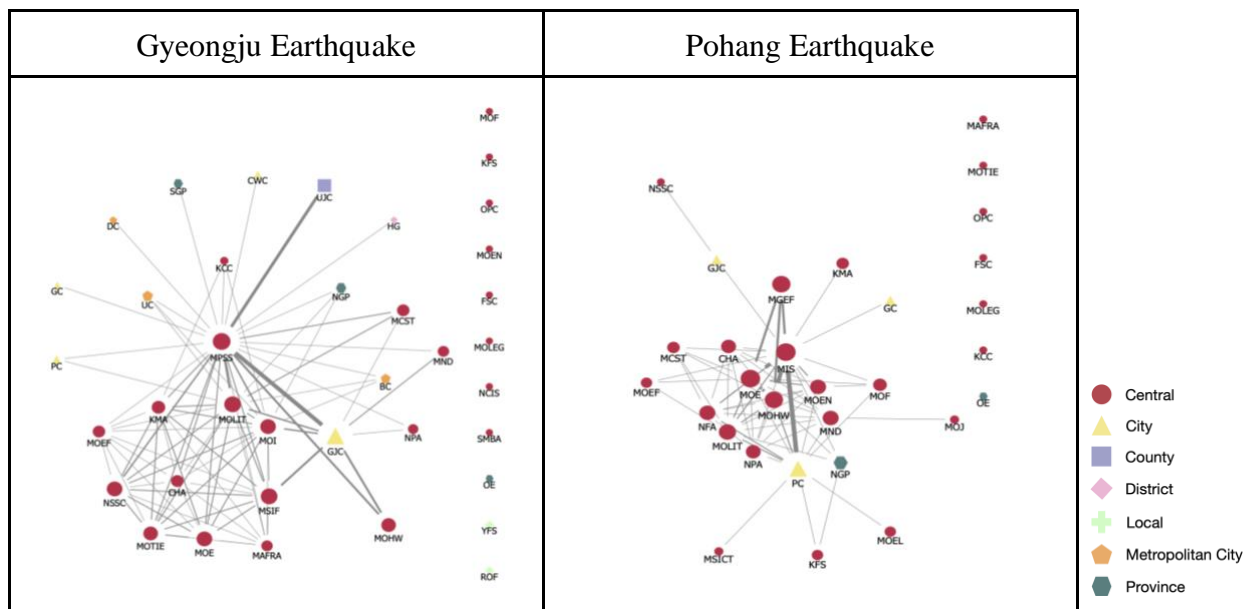 Gyeongju Earthquake
Pohang Earthquake
MOF
KFS
OPC
MOEN
FSC
MOLEG
NCIS
SMBA
OE
YFS
ROF
SGP
CWC
UJC
DC
HG
KCC
GC
UC
NGP
MCST
MPSS
MND
PC
BC
KMA
MOLIT
MOI
NPA
MOEF
GJC
NSSC
CHA
MSIF
MOTIE
MOE
MAFRA
MOHW
MAFRA
MOTIE
OPC
FSC
MOLEG
KCC
OE
NSSC
GJC
KMA
MGEF
GC
MCST
CHA
MIS
MOEF
MOE
MOHW
MOEN
MOF
NFA
MOLIT
MND
MOJ
NPA
PC
NGP
MSICT
KFS
MOEL
Central
City
County
District
Local
Metropolitan City
Province